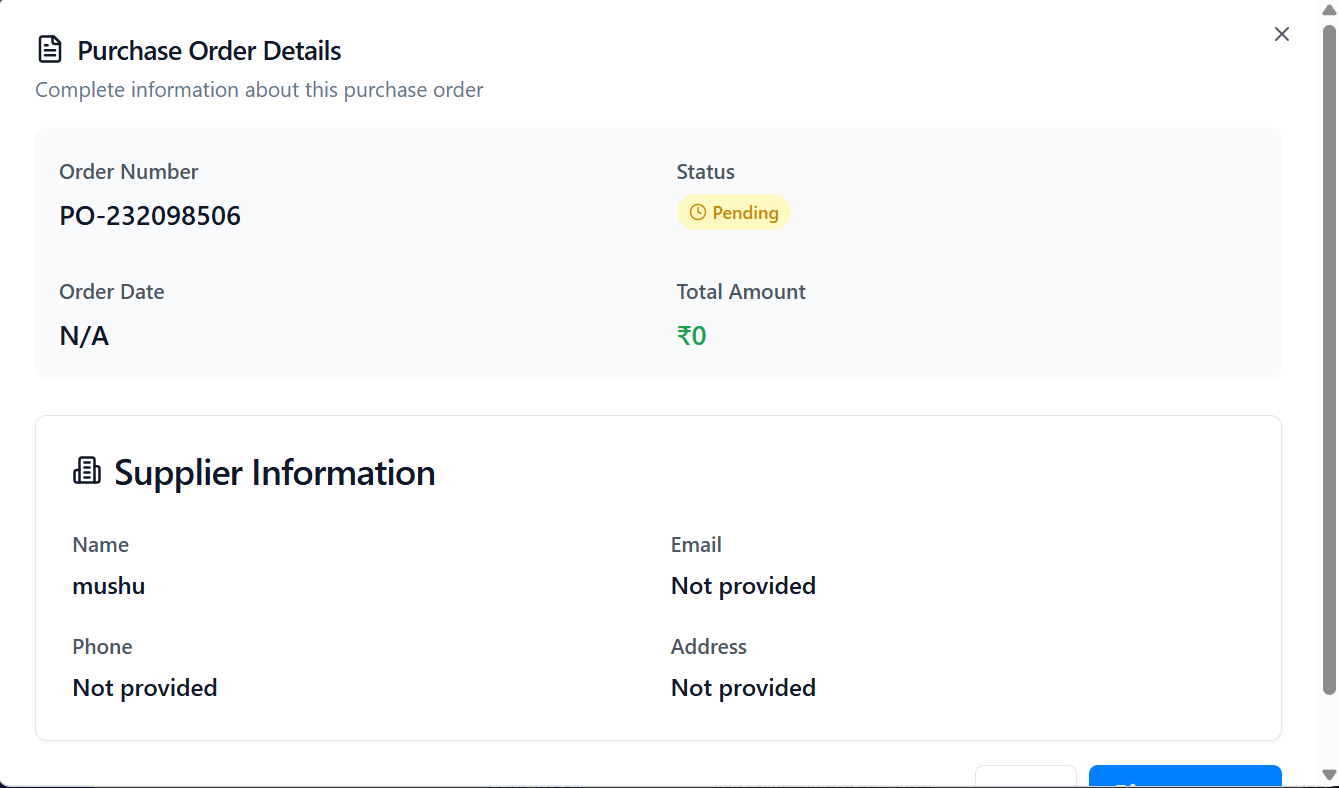 Purchase Order Details
Complete information about this purchase order
Order Number
Status
PO-232098506
Pending
Order Date
Total Amount
N/A
₹0
Supplier Information
Name
Email
mushu
Not provided
Phone
Address
Not provided
Not provided